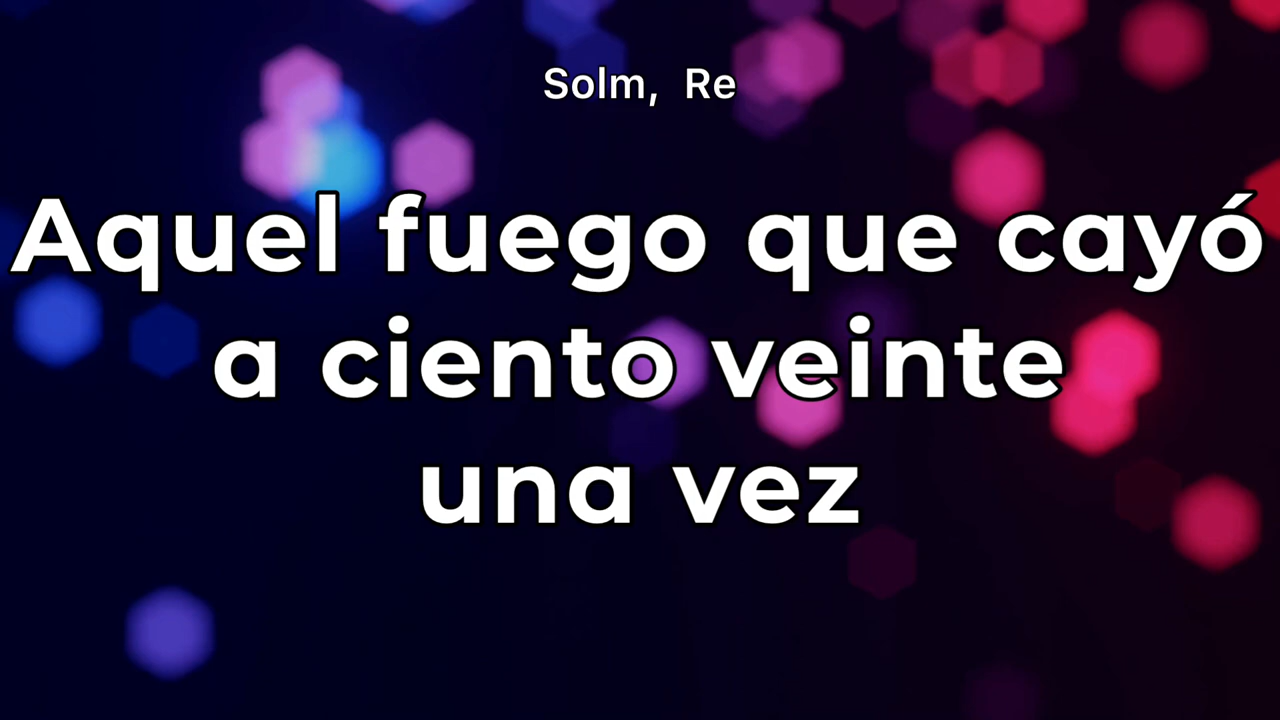 Solm, Re
Aquel fuego que cayó
a ciento veinte
una vez